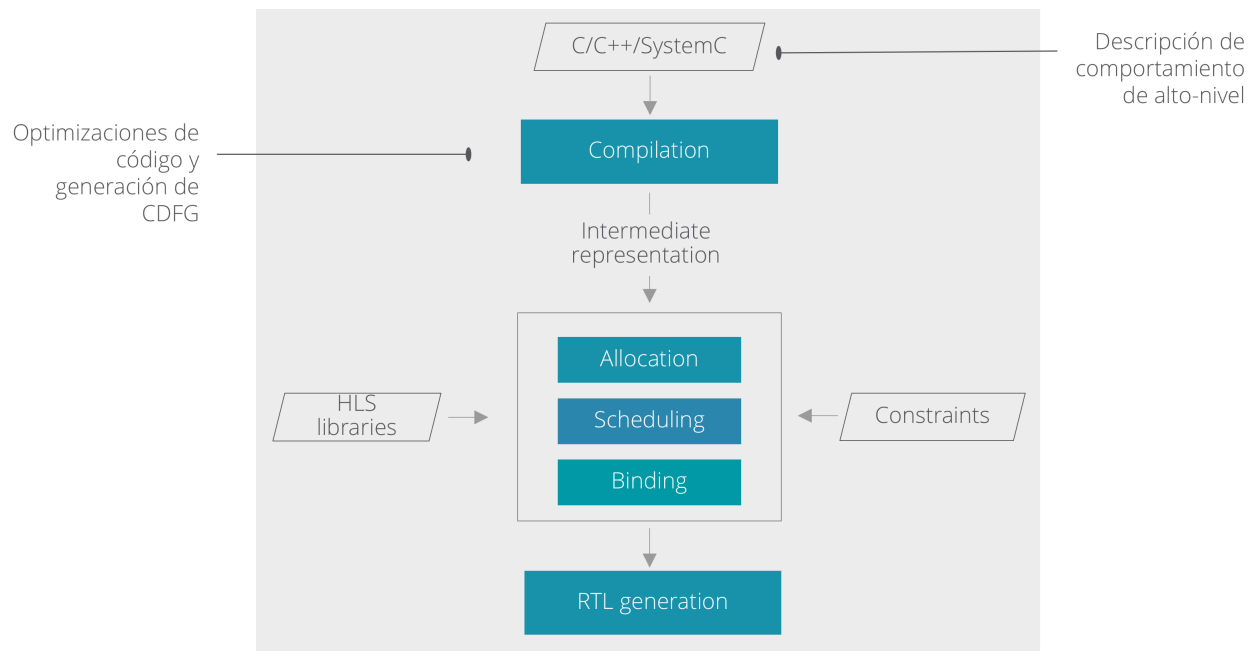 C/C++/SystemC
Descripción de
comportamiento
de alto-nivel
Optimizaciones de
código y
generación de
CDFG
Compilation
Intermediate
representation
Allocation
HLS
libraries
Scheduling
Constraints
Binding
RTL generation